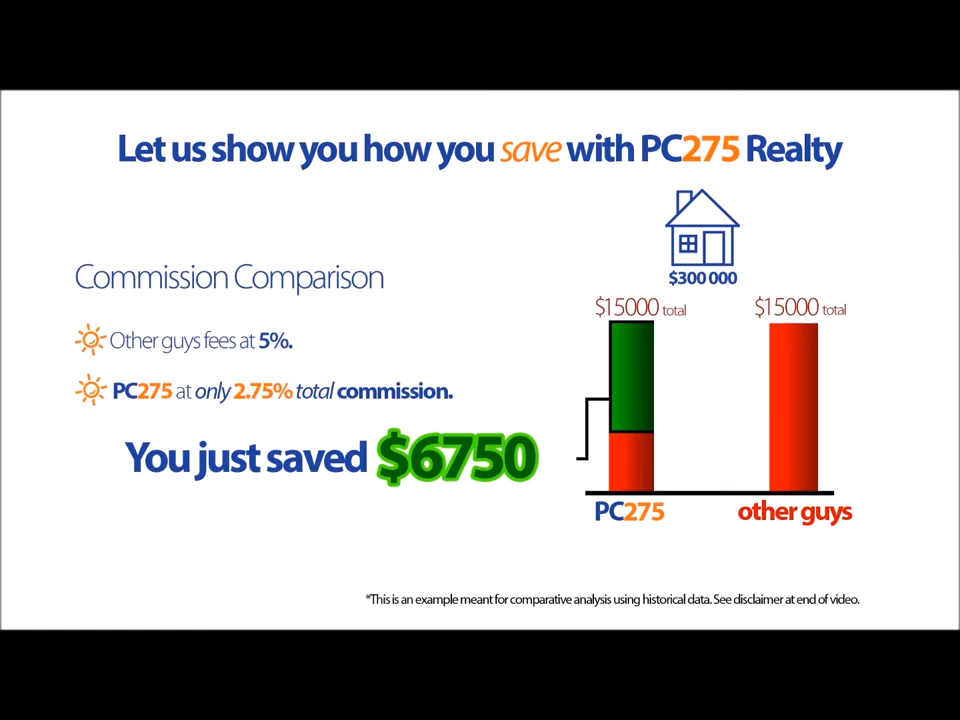 Let us show you how you save with PC275 Realty
$300 000
Commission Comparison
$15000 total
$15000 total
Other guys fees at 5%.
PC275 at only 2.75% total commission.
You just saved $6750
PC275
other guys
*This is an example meant for comparative analysis using historical data. See disclaimer at end of video.